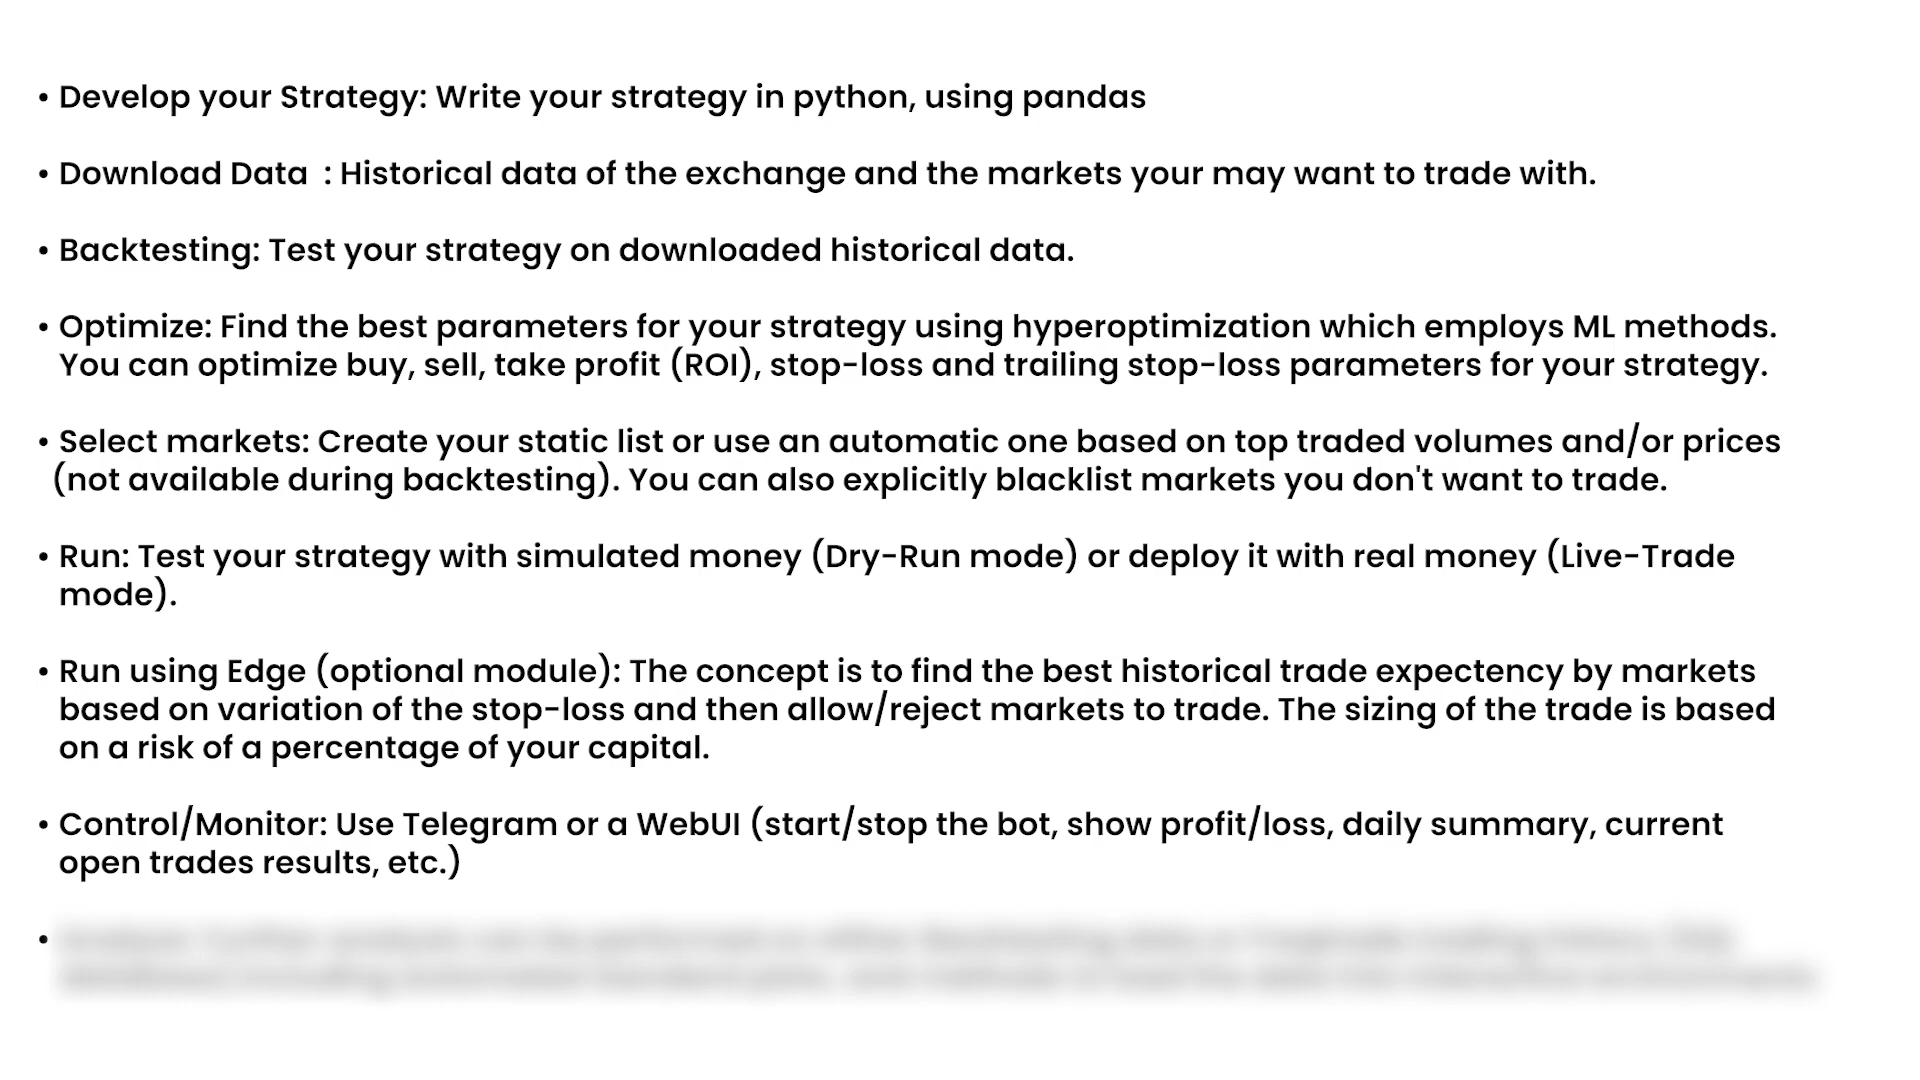 • Develop your Strategy: Write your strategy in python, using pandas
• Download Data  : Historical data of the exchange and the markets your may want to trade with.
• Backtesting: Test your strategy on downloaded historical data.
• Optimize: Find the best parameters for your strategy using hyperoptimization which employs ML methods.
You can optimize buy, sell, take profit (ROI), stop-loss and trailing stop-loss parameters for your strategy.
• Select markets: Create your static list or use an automatic one based on top traded volumes and/or prices
(not available during backtesting). You can also explicitly blacklist markets you don't want to trade.
• Run: Test your strategy with simulated money (Dry-Run mode) or deploy it with real money (Live-Trade
mode).
• Run using Edge (optional module): The concept is to find the best historical trade expectency by markets
based on variation of the stop-loss and then allow/reject markets to trade. The sizing of the trade is based
on a risk of a percentage of your capital.
• Control/Monitor: Use Telegram or a WebUI (start/stop the bot, show profit/loss, daily summary, current
open trades results, etc.)
•